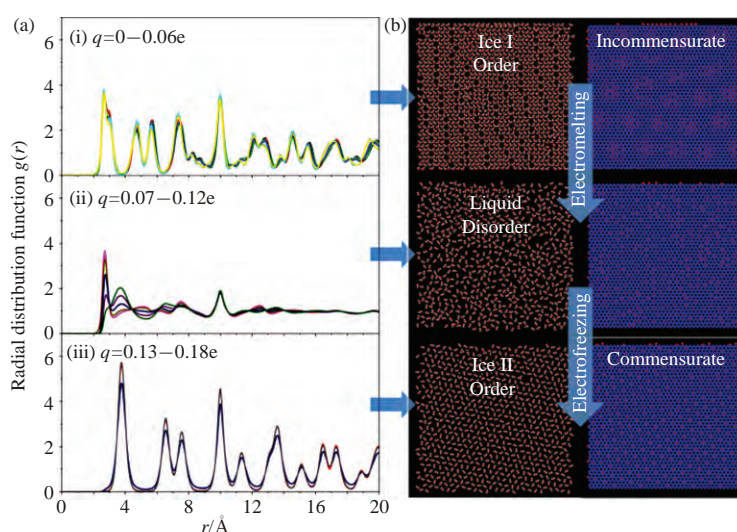 (a)
(b)
Radial distribution function g(r)
(i) q=0−0.06e
6
4
2
0
(ii) q=0.07−0.12e
6
4
2
0
(iii) q=0.13−0.18e
6
4
2
0
0 4 8 12 16 20
r/Å
Ice I
Order
Incommensurate
Electromelting
Liquid
Disorder
Electrofreezing
Ice II
Order
Commensurate